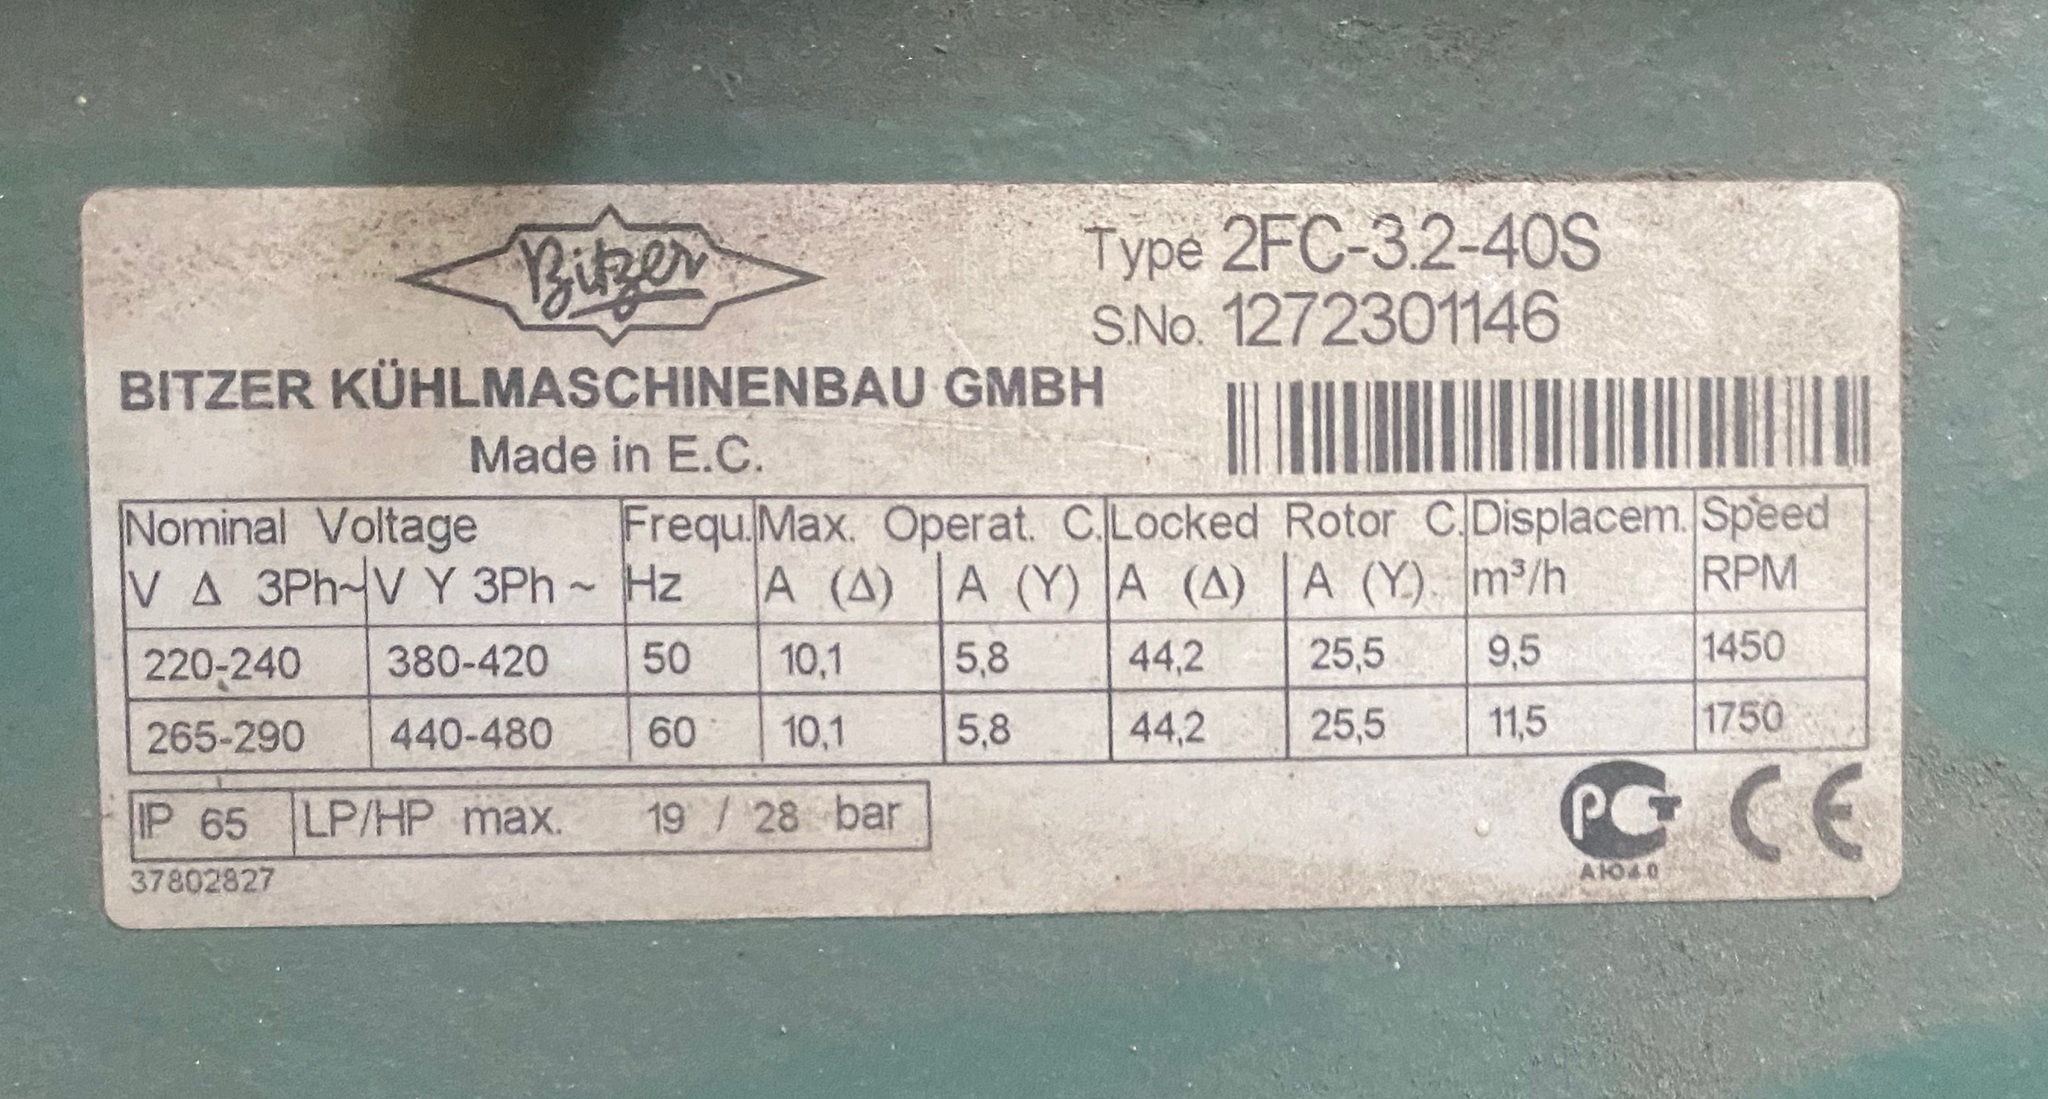 Bitzer
Type 2FC-3.2-40S
S.No. 1272301146
BITZER KÜHLMASCHINENBAU GMBH
Made in E.C.
Nominal Voltage Frequ. Max. Operat. C. Locked Rotor C. Displacem. Speed
V Δ 3Ph~ V Y 3Ph ~ Hz A (Δ) A (Y) A (Δ) A (Y) m³/h RPM
220-240 380-420 50 10,1 5,8 44,2 25,5 9,5 1450
265-290 440-480 60 10,1 5,8 44,2 25,5 11,5 1750
IP 65 LP/HP max. 19 / 28 bar
37802827
РСТ
CE